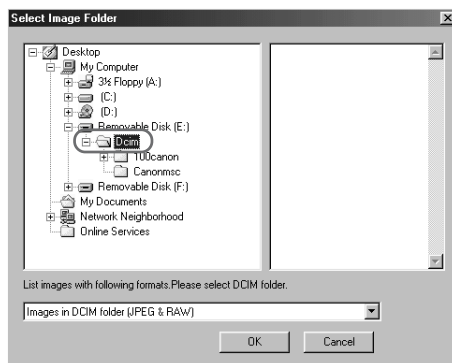 Select Image Folder
Desktop
My Computer
3½ Floppy (A:)
(C:)
(D:)
Removable Disk (E:)
Dcim
100canon
Canonmsc
Removable Disk (F:)
My Documents
Network Neighborhood
Online Services
List images with following formats.Please select DCIM folder.
Images in DCIM folder (JPEG & RAW)
OK Cancel